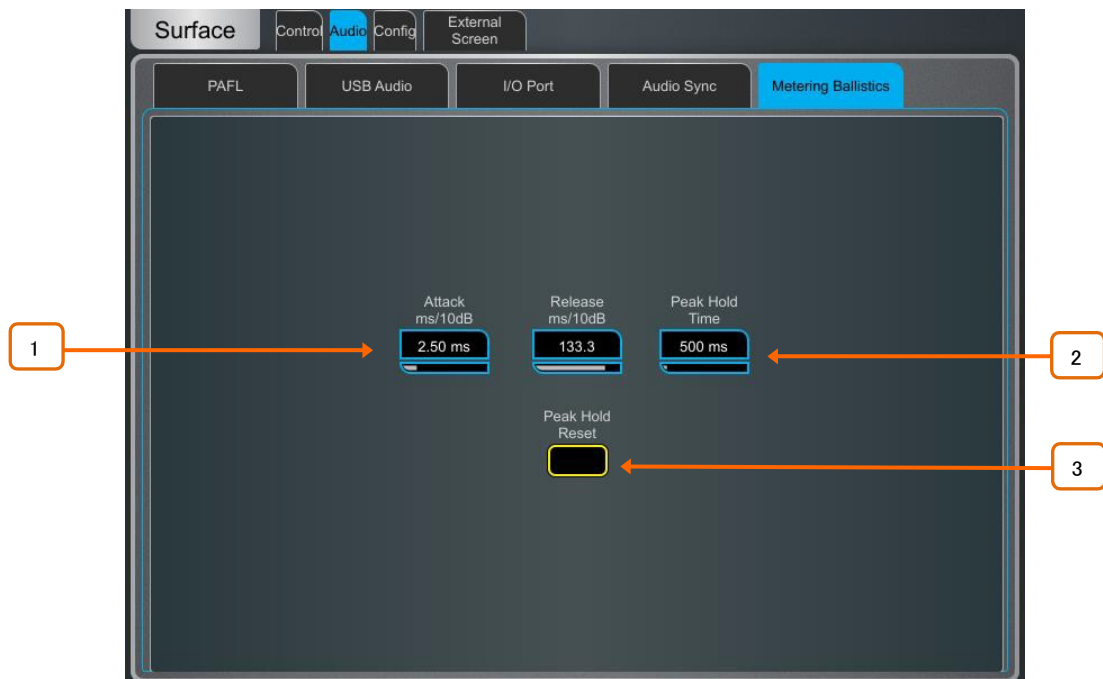 Surface
Control
Audio
Config
External
Screen
PAFL
USB Audio
I/O Port
Audio Sync
Metering Ballistics
Attack
ms/10dB
Release
ms/10dB
Peak Hold
Time
1
2.50 ms
133.3
500 ms
2
Peak Hold
Reset
3